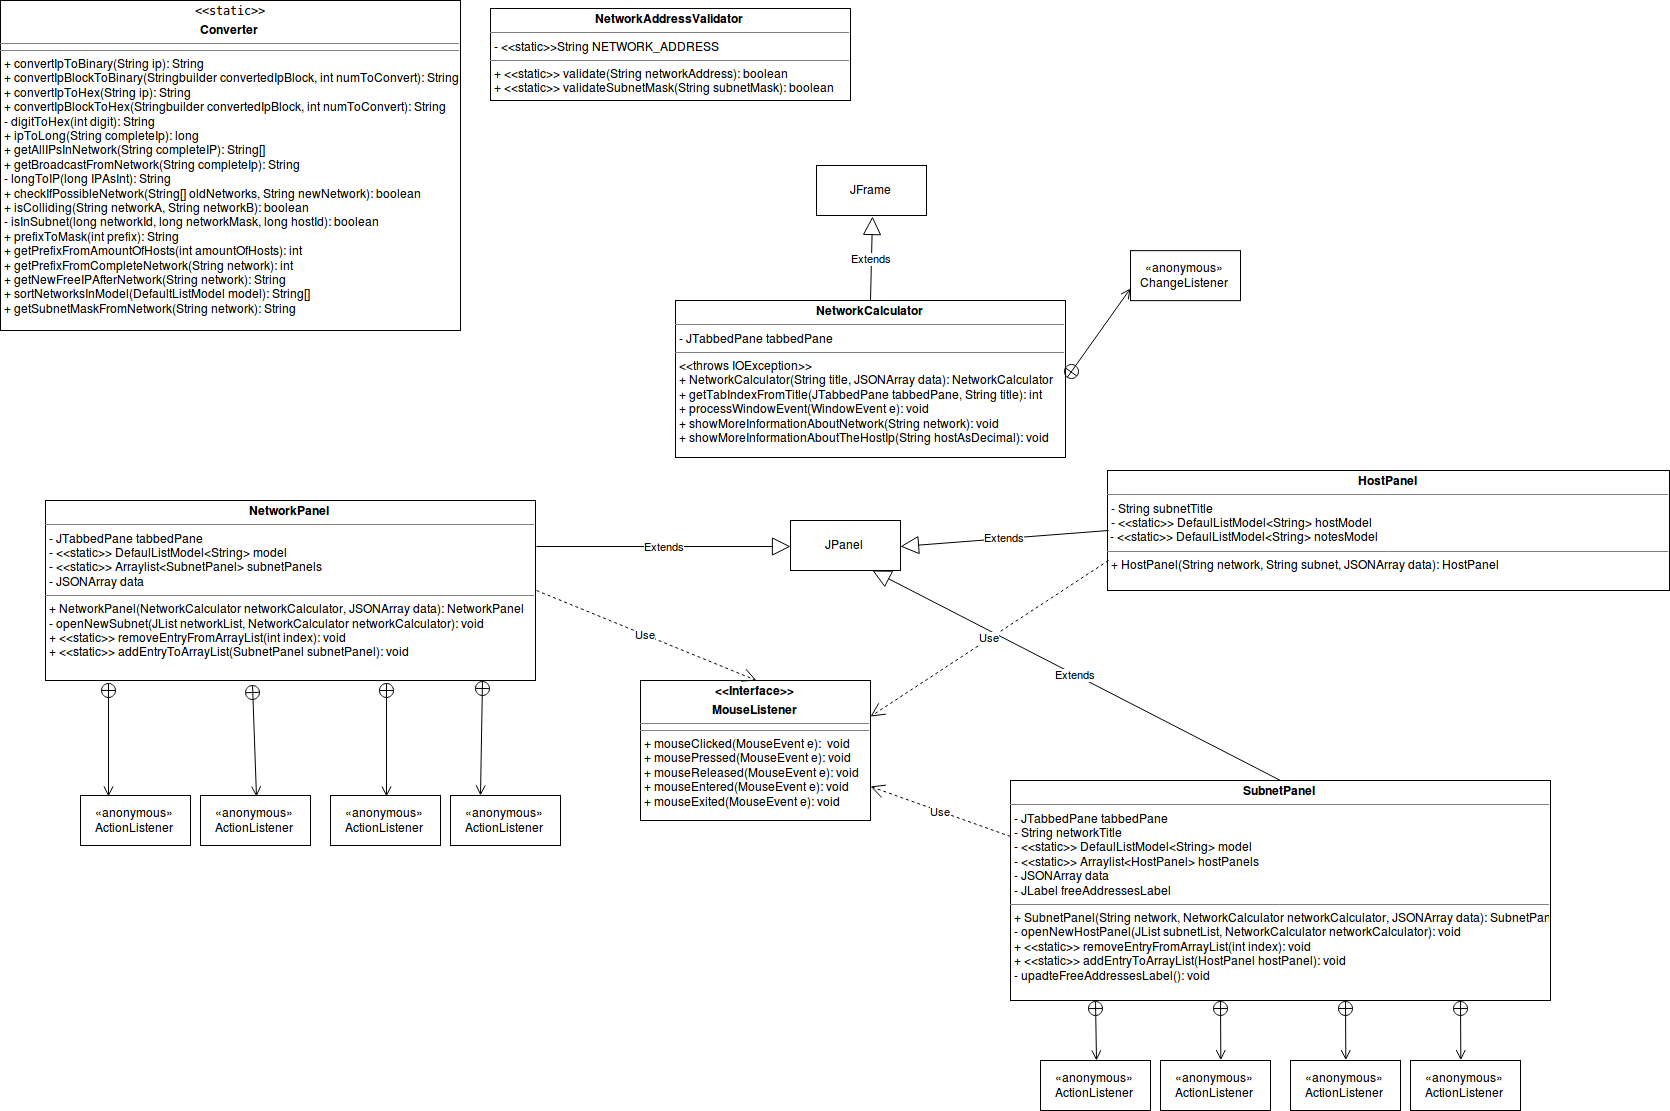 <<static>>
Converter
+ convertIpToBinary(String ip): String
+ convertIpBlockToBinary(Stringbuilder convertedIpBlock, int numToConvert): String
+ convertIpToHex(String ip): String
+ convertIpBlockToHex(Stringbuilder convertedIpBlock, int numToConvert): String
- digitToHex(int digit): String
+ ipToLong(String completeIp): long
+ getAllIPsInNetwork(String completeIP): String[]
+ getBroadcastFromNetwork(String completeIp): String
- longToIP(long IPAsInt): String
+ checkIfPossibleNetwork(String[] oldNetworks, String newNetwork): boolean
+ isColliding(String networkA, String networkB): boolean
- isInSubnet(long networkId, long networkMask, long hostId): boolean
+ prefixToMask(int prefix): String
+ getPrefixFromAmountOfHosts(int amountOfHosts): int
+ getPrefixFromCompleteNetwork(String network): int
+ getNewFreeIPAfterNetwork(String network): String
+ sortNetworksInModel(DefaultListModel model): String[]
+ getSubnetMaskFromNetwork(String network): String
NetworkAddressValidator
- <<static>>String NETWORK_ADDRESS
+ <<static>> validate(String networkAddress): boolean
+ <<static>> validateSubnetMask(String subnetMask): boolean
JFrame
Extends
«anonymous»
ChangeListener
NetworkCalculator
- JTabbedPane tabbedPane
<<throws IOException>>
+ NetworkCalculator(String title, JSONArray data): NetworkCalculator
+ getTabIndexFromTitle(JTabbedPane tabbedPane, String title): int
+ processWindowEvent(WindowEvent e): void
+ showMoreInformationAboutNetwork(String network): void
+ showMoreInformationAboutTheHostIp(String hostAsDecimal): void
NetworkPanel
- JTabbedPane tabbedPane
- <<static>> DefaulListModel<String> model
- <<static>> Arraylist<SubnetPanel> subnetPanels
- JSONArray data
+ NetworkPanel(NetworkCalculator networkCalculator, JSONArray data): NetworkPanel
- openNewSubnet(JList networkList, NetworkCalculator networkCalculator): void
+ <<static>> removeEntryFromArrayList(int index): void
+ <<static>> addEntryToArrayList(SubnetPanel subnetPanel): void
Extends
JPanel
Extends
HostPanel
- String subnetTitle
- <<static>> DefaulListModel<String> hostModel
- <<static>> DefaulListModel<String> notesModel
+ HostPanel(String network, String subnet, JSONArray data): HostPanel
Use
Use
Extends
<<Interface>>
MouseListener
+ mouseClicked(MouseEvent e): void
+ mousePressed(MouseEvent e): void
+ mouseReleased(MouseEvent e): void
+ mouseEntered(MouseEvent e): void
+ mouseExited(MouseEvent e): void
Use
«anonymous»
ActionListener
«anonymous»
ActionListener
«anonymous»
ActionListener
«anonymous»
ActionListener
SubnetPanel
- JTabbedPane tabbedPane
- String networkTitle
- <<static>> DefaulListModel<String> model
- <<static>> Arraylist<HostPanel> hostPanels
- JSONArray data
- JLabel freeAddressesLabel
+ SubnetPanel(String network, NetworkCalculator networkCalculator, JSONArray data): SubnetPan
- openNewHostPanel(JList subnetList, NetworkCalculator networkCalculator): void
+ <<static>> removeEntryFromArrayList(int index): void
+ <<static>> addEntryToArrayList(HostPanel hostPanel): void
- upadteFreeAddressesLabel(): void
«anonymous»
ActionListener
«anonymous»
ActionListener
«anonymous»
ActionListener
«anonymous»
ActionListener